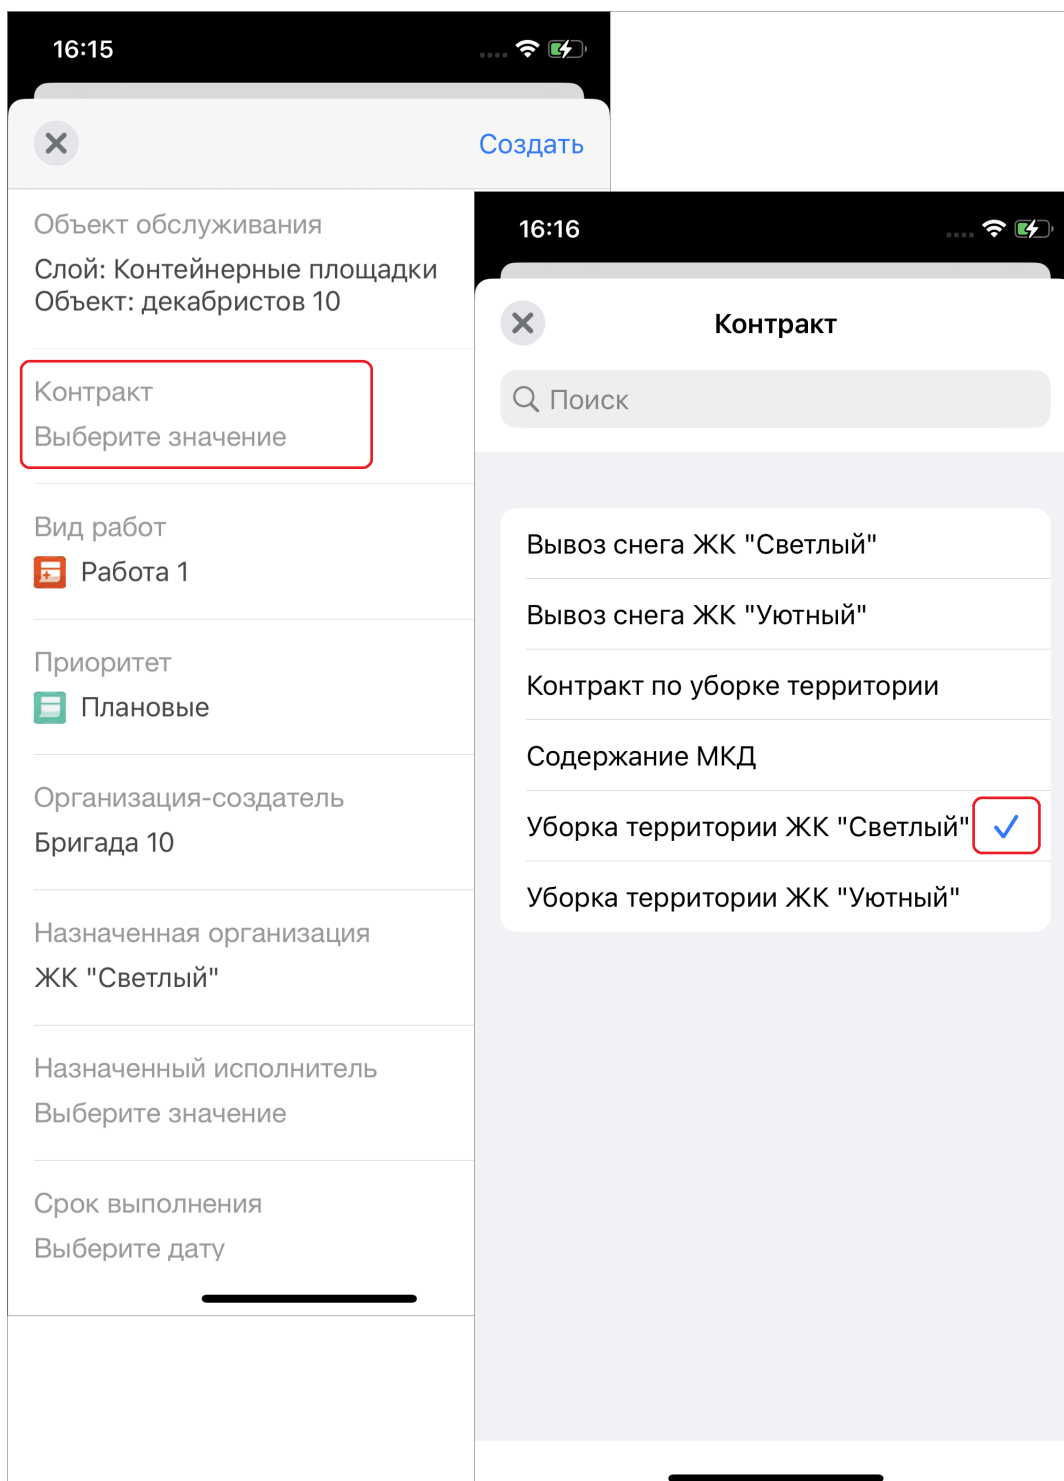 16:15
Создать
Объект обслуживания
Слой: Контейнерные площадки
Объект: декабристов 10
Контракт
Выберите значение
Вид работ
Работа 1
Приоритет
Плановые
Организация-создатель
Бригада 10
Назначенная организация
ЖК "Светлый"
Назначенный исполнитель
Выберите значение
Срок выполнения
Выберите дату
16:16
Контракт
Поиск
Вывоз снега ЖК "Светлый"
Вывоз снега ЖК "Уютный"
Контракт по уборке территории
Содержание МКД
Уборка территории ЖК "Светлый"
Уборка территории ЖК "Уютный"